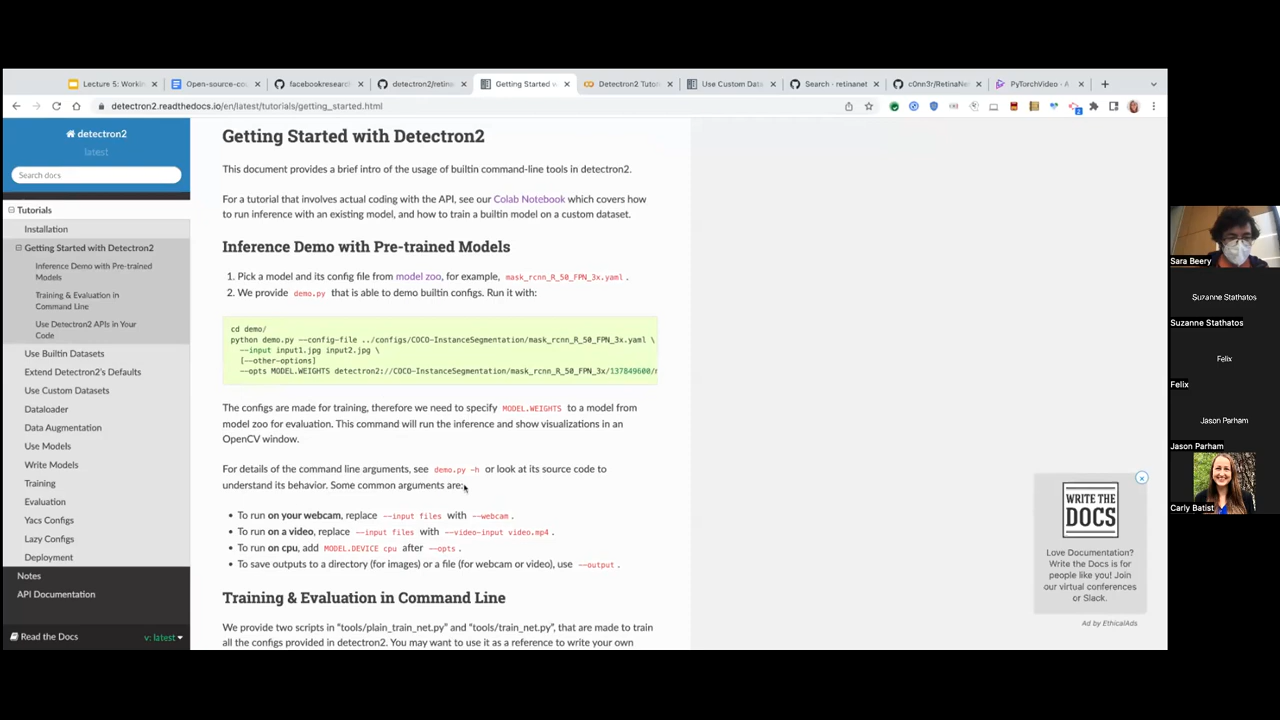 Lecture 5: Workin
Open-source-cou
facebookresearch
detectron2/retine
Getting Started w
Detectron2 Tutor
Use Custom Data
Search - retinanet
c0nn3r/RetinaNe
PyTorchVideo · A
detectron2.readthedocs.io/en/latest/tutorials/getting_started.html
detectron2
latest
Search docs
Tutorials
Installation
Getting Started with Detectron2
Inference Demo with Pre-trained
Models
Training & Evaluation in
Command Line
Use Detectron2 APIs in Your
Code
Use Builtin Datasets
Extend Detectron2's Defaults
Use Custom Datasets
Dataloader
Data Augmentation
Use Models
Write Models
Training
Evaluation
Yacs Configs
Lazy Configs
Deployment
Notes
API Documentation
Read the Docs
v: latest
Getting Started with Detectron2
This document provides a brief intro of the usage of builtin command-line tools in detectron2.
For a tutorial that involves actual coding with the API, see our Colab Notebook which covers how
to run inference with an existing model, and how to train a builtin model on a custom dataset.
Inference Demo with Pre-trained Models
1. Pick a model and its config file from model zoo, for example, mask_rcnn_R_50_FPN_3x.yaml .
2. We provide demo.py that is able to demo builtin configs. Run it with:
cd demo/
python demo.py --config-file ../configs/COCO-InstanceSegmentation/mask_rcnn_R_50_FPN_3x.yaml \
--input input1.jpg input2.jpg \
[--other-options]
--opts MODEL.WEIGHTS detectron2://COCO-InstanceSegmentation/mask_rcnn_R_50_FPN_3x/137849600/
The configs are made for training, therefore we need to specify MODEL.WEIGHTS to a model from
model zoo for evaluation. This command will run the inference and show visualizations in an
OpenCV window.
For details of the command line arguments, see demo.py -h or look at its source code to
understand its behavior. Some common arguments are:
• To run on your webcam, replace --input files with --webcam .
• To run on a video, replace --input files with --video-input video.mp4 .
• To run on cpu, add MODEL.DEVICE cpu after --opts .
• To save outputs to a directory (for images) or a file (for webcam or video), use --output .
Training & Evaluation in Command Line
We provide two scripts in “tools/plain_train_net.py” and “tools/train_net.py”, that are made to train
all the configs provided in detectron2. You may want to use it as a reference to write your own
WRITE THE DOCS
Love Documentation?
Write the Docs is for
people like you! Join
our virtual conferences
or Slack.
Ad by EthicalAds
Sara Beery
Suzanne Stathatos
Suzanne Stathatos
Felix
Felix
Jason Parham
Jason Parham
Carly Batist